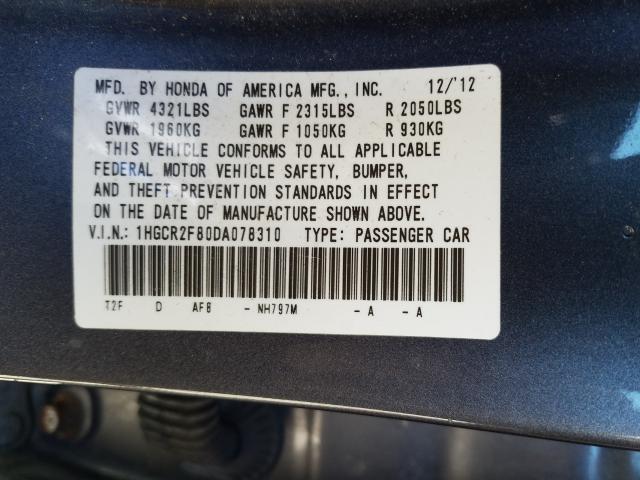 MFD. BY HONDA OF AMERICA MFG., INC. 12/'12
GVWR 4321LBS GAWR F 2315LBS R 2050LBS
GVWR 1960KG GAWR F 1050KG R 930KG
THIS VEHICLE CONFORMS TO ALL APPLICABLE
FEDERAL MOTOR VEHICLE SAFETY, BUMPER,
AND THEFT PREVENTION STANDARDS IN EFFECT
ON THE DATE OF MANUFACTURE SHOWN ABOVE.
V.I.N.: 1HGCR2F80DA078310 TYPE: PASSENGER CAR
T2F D AF8 - NH797M - A - A